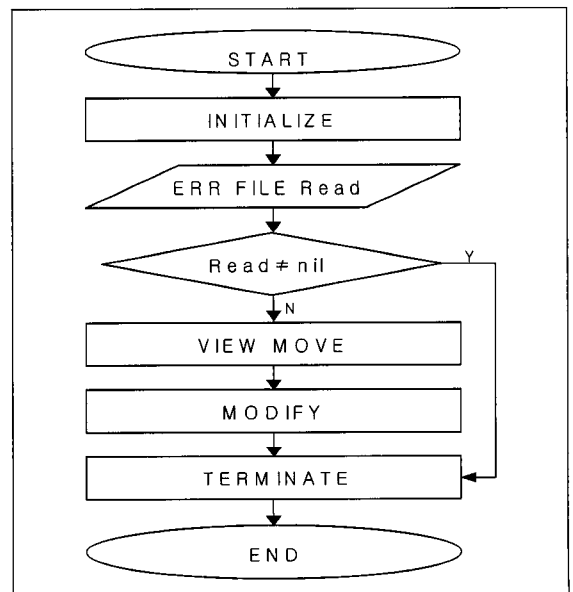 START
INITIALIZE
ERR FILE Read
Read≠nil
Y
N
VIEW MOVE
MODIFY
TERMINATE
END